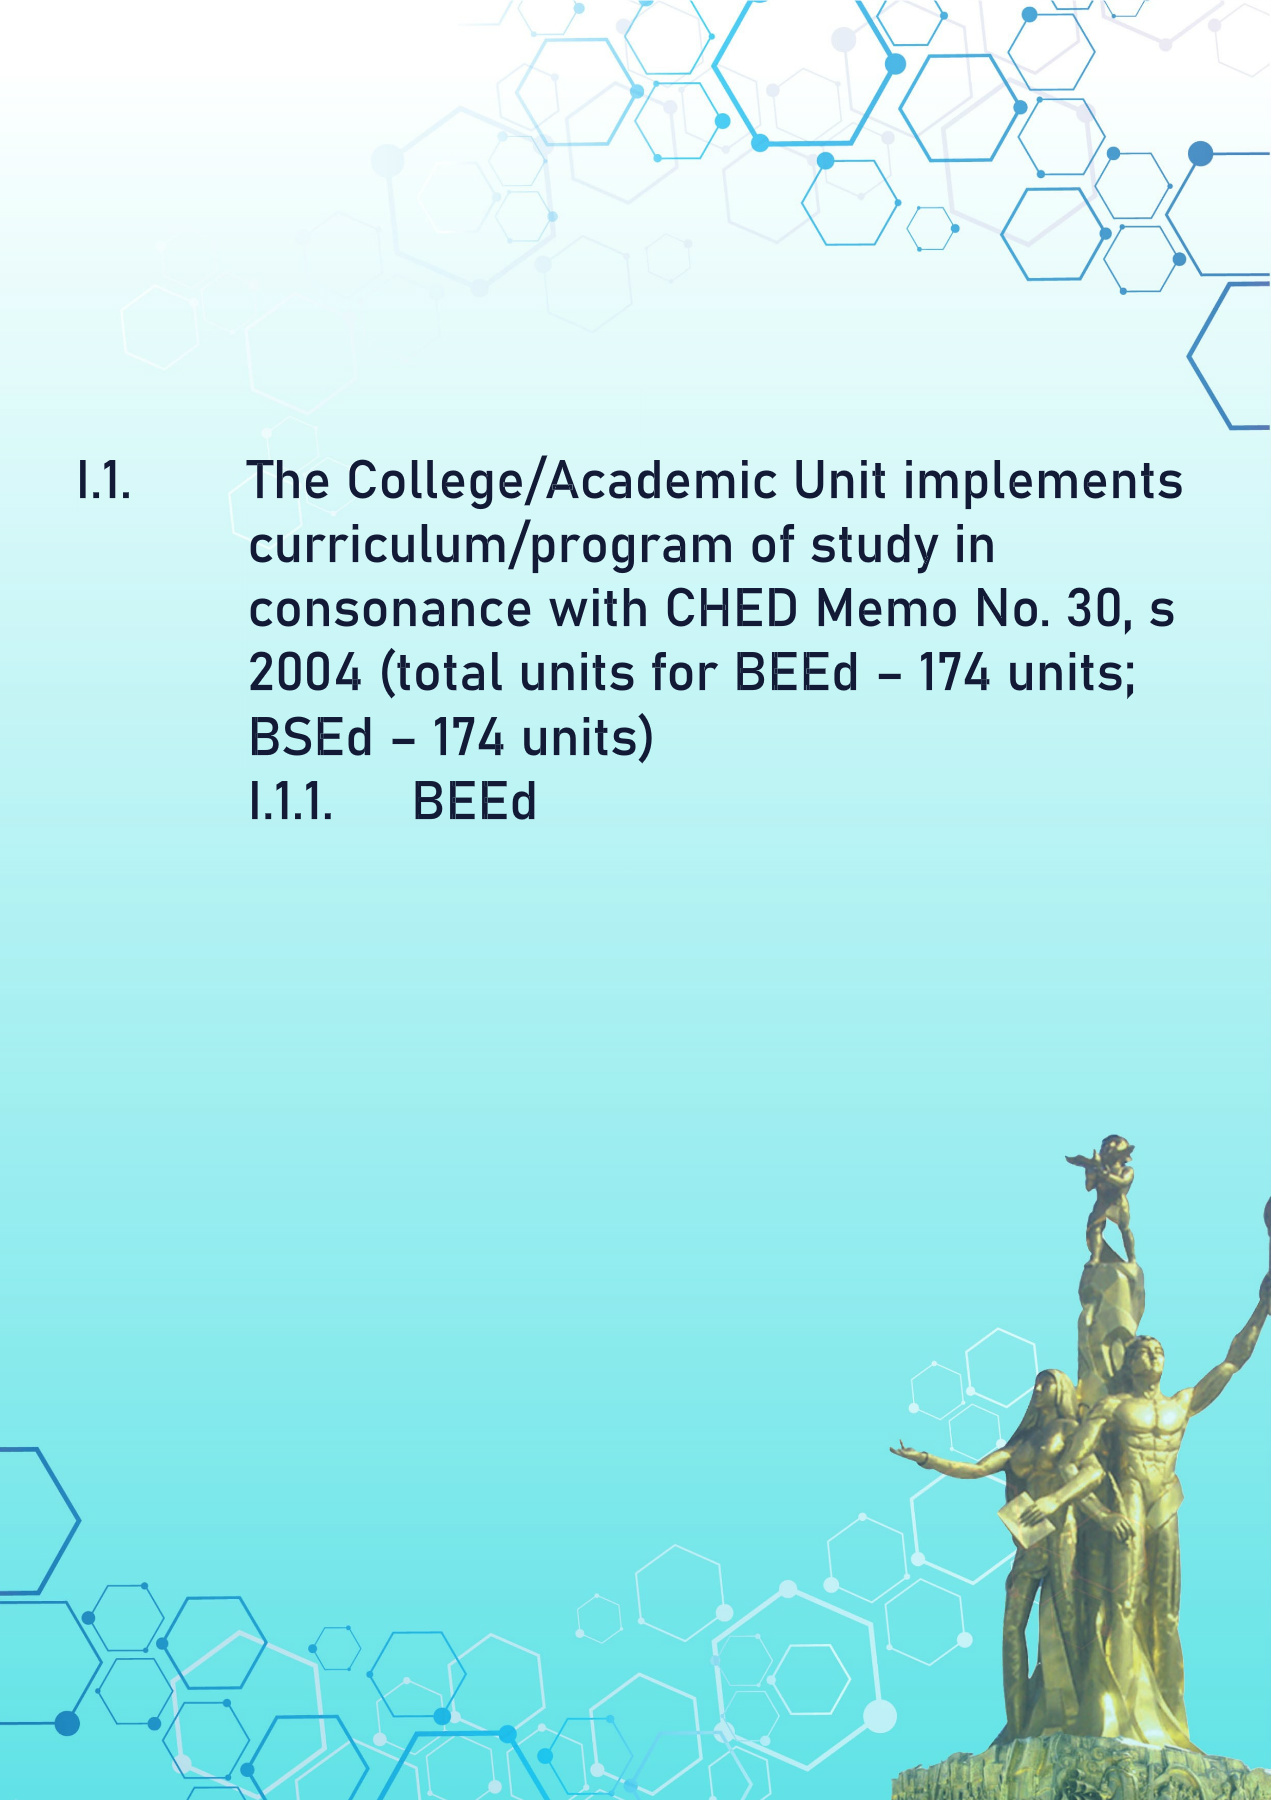 I.1. The College/Academic Unit implements
curriculum/program of study in
consonance with CHED Memo No. 30, s
2004 (total units for BEEd – 174 units;
BSEd – 174 units)
I.1.1. BEEd